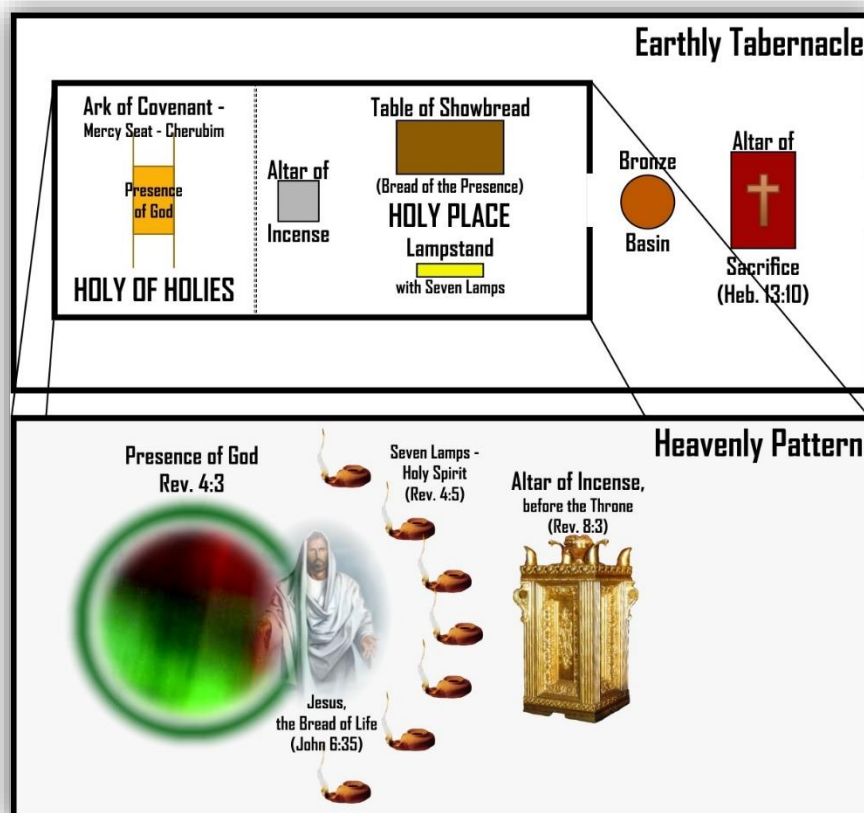 Earthly Tabernacle
Ark of Covenant -
Mercy Seat - Cherubim
Presence
of God
HOLY OF HOLIES
Altar of
Incense
Table of Showbread
(Bread of the Presence)
HOLY PLACE
Lampstand
with Seven Lamps
Bronze
Basin
Altar of
Sacrifice
(Heb. 13:10)
Heavenly Pattern
Presence of God
Rev. 4:3
Jesus,
the Bread of Life
(John 6:35)
Seven Lamps -
Holy Spirit
(Rev. 4:5)
Altar of Incense,
before the Throne
(Rev. 8:3)